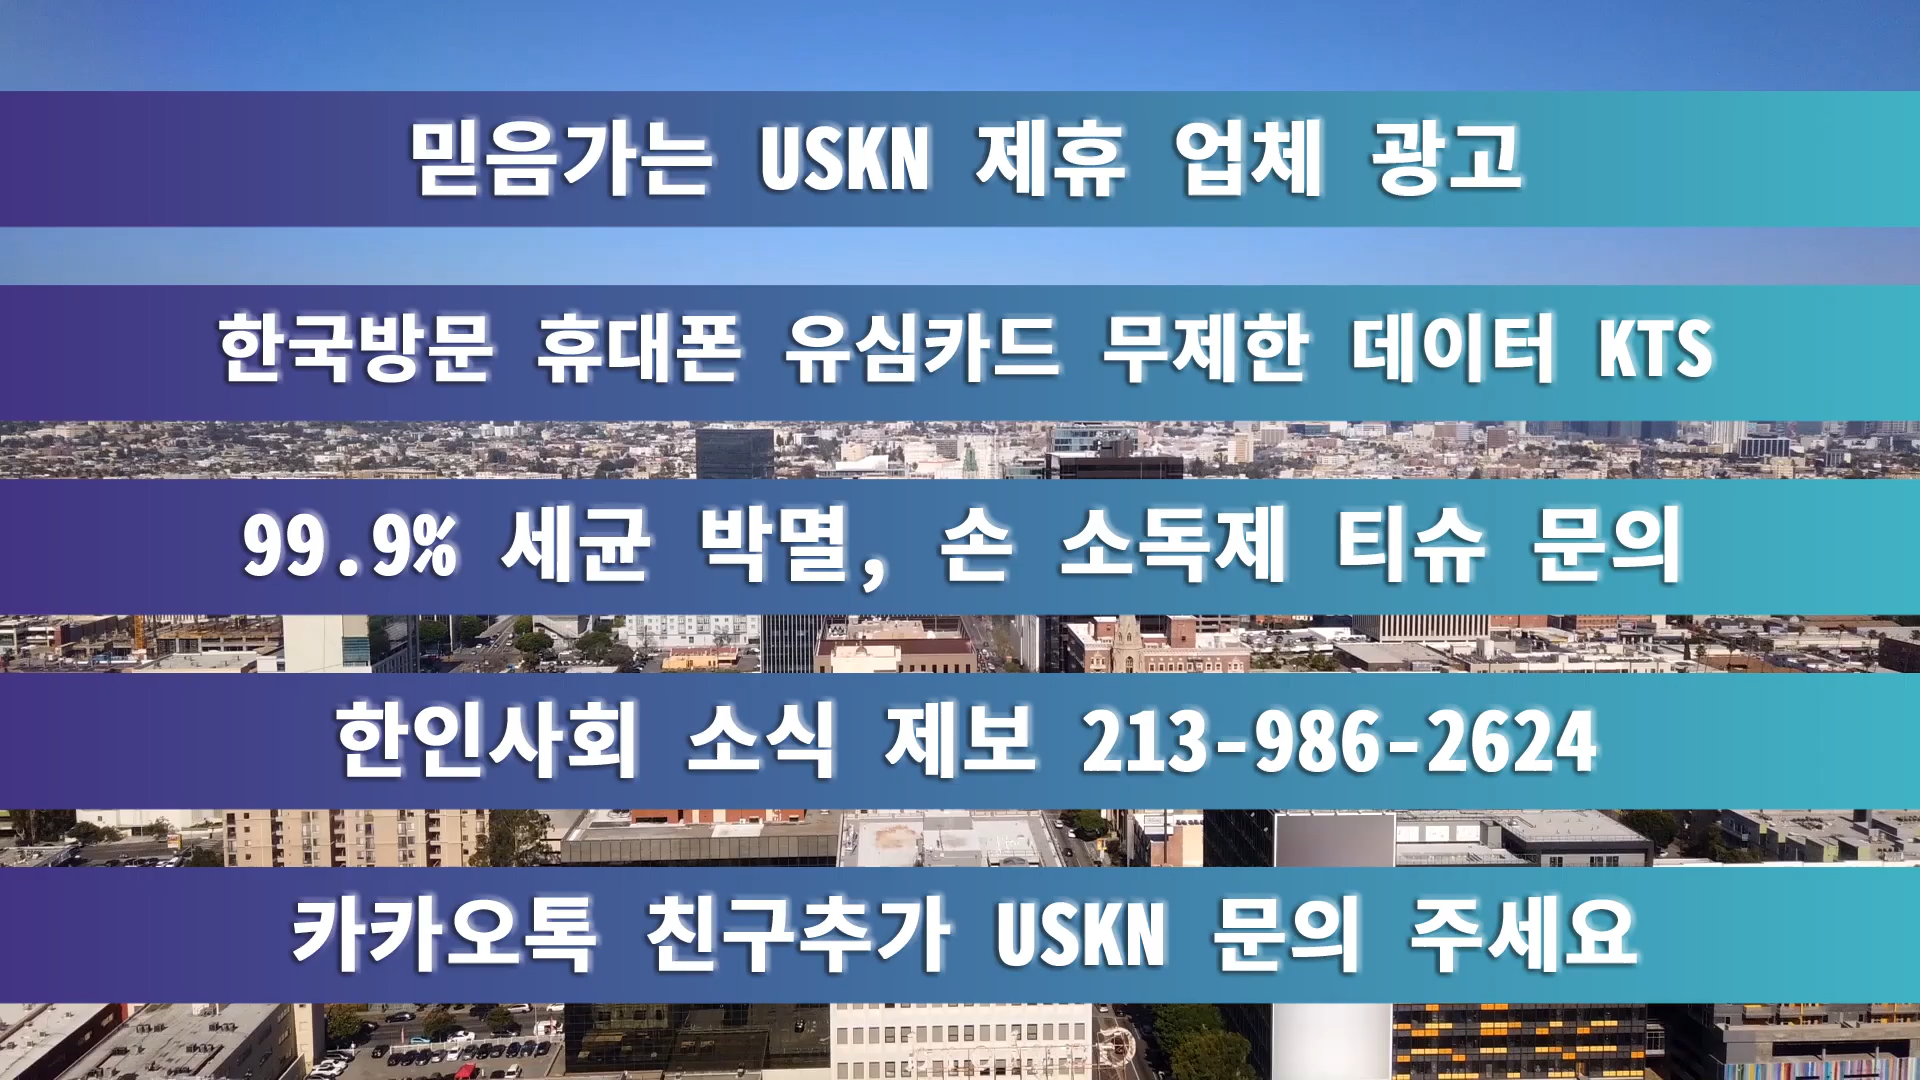 믿음가는 USKN 제휴 업체 광고
한국방문 휴대폰 유심카드 무제한 데이터 KTS
99.9% 세균 박멸, 손 소독제 티슈 문의
한인사회 소식 제보 213-986-2624
카카오톡 친구추가 USKN 문의 주세요